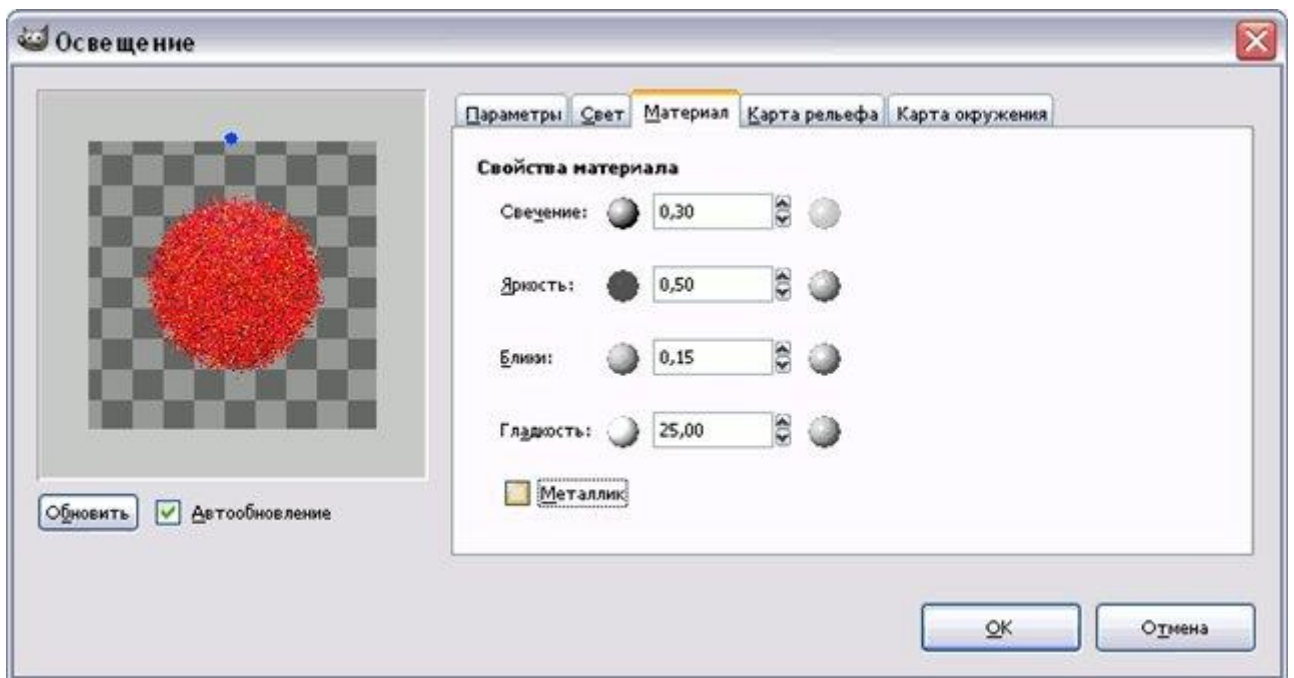 Освещение
Параметры Свет Материал Карта рельефа Карта окружения
Свойства материала
Свечение: 0,30
Яркость: 0,50
Блики: 0,15
Гладкость: 25,00
Металлик
Обновить Автообновление
OK Отмена